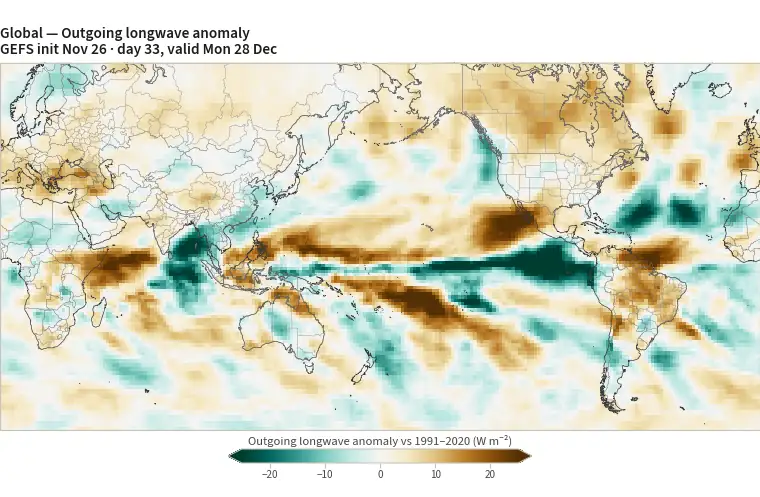 Global — Outgoing longwave anomaly
GEFS init Nov 26 · day 33, valid Mon 28 Dec
Outgoing longwave anomaly vs 1991–2020 (W m⁻²)
−20 −10 0 10 20